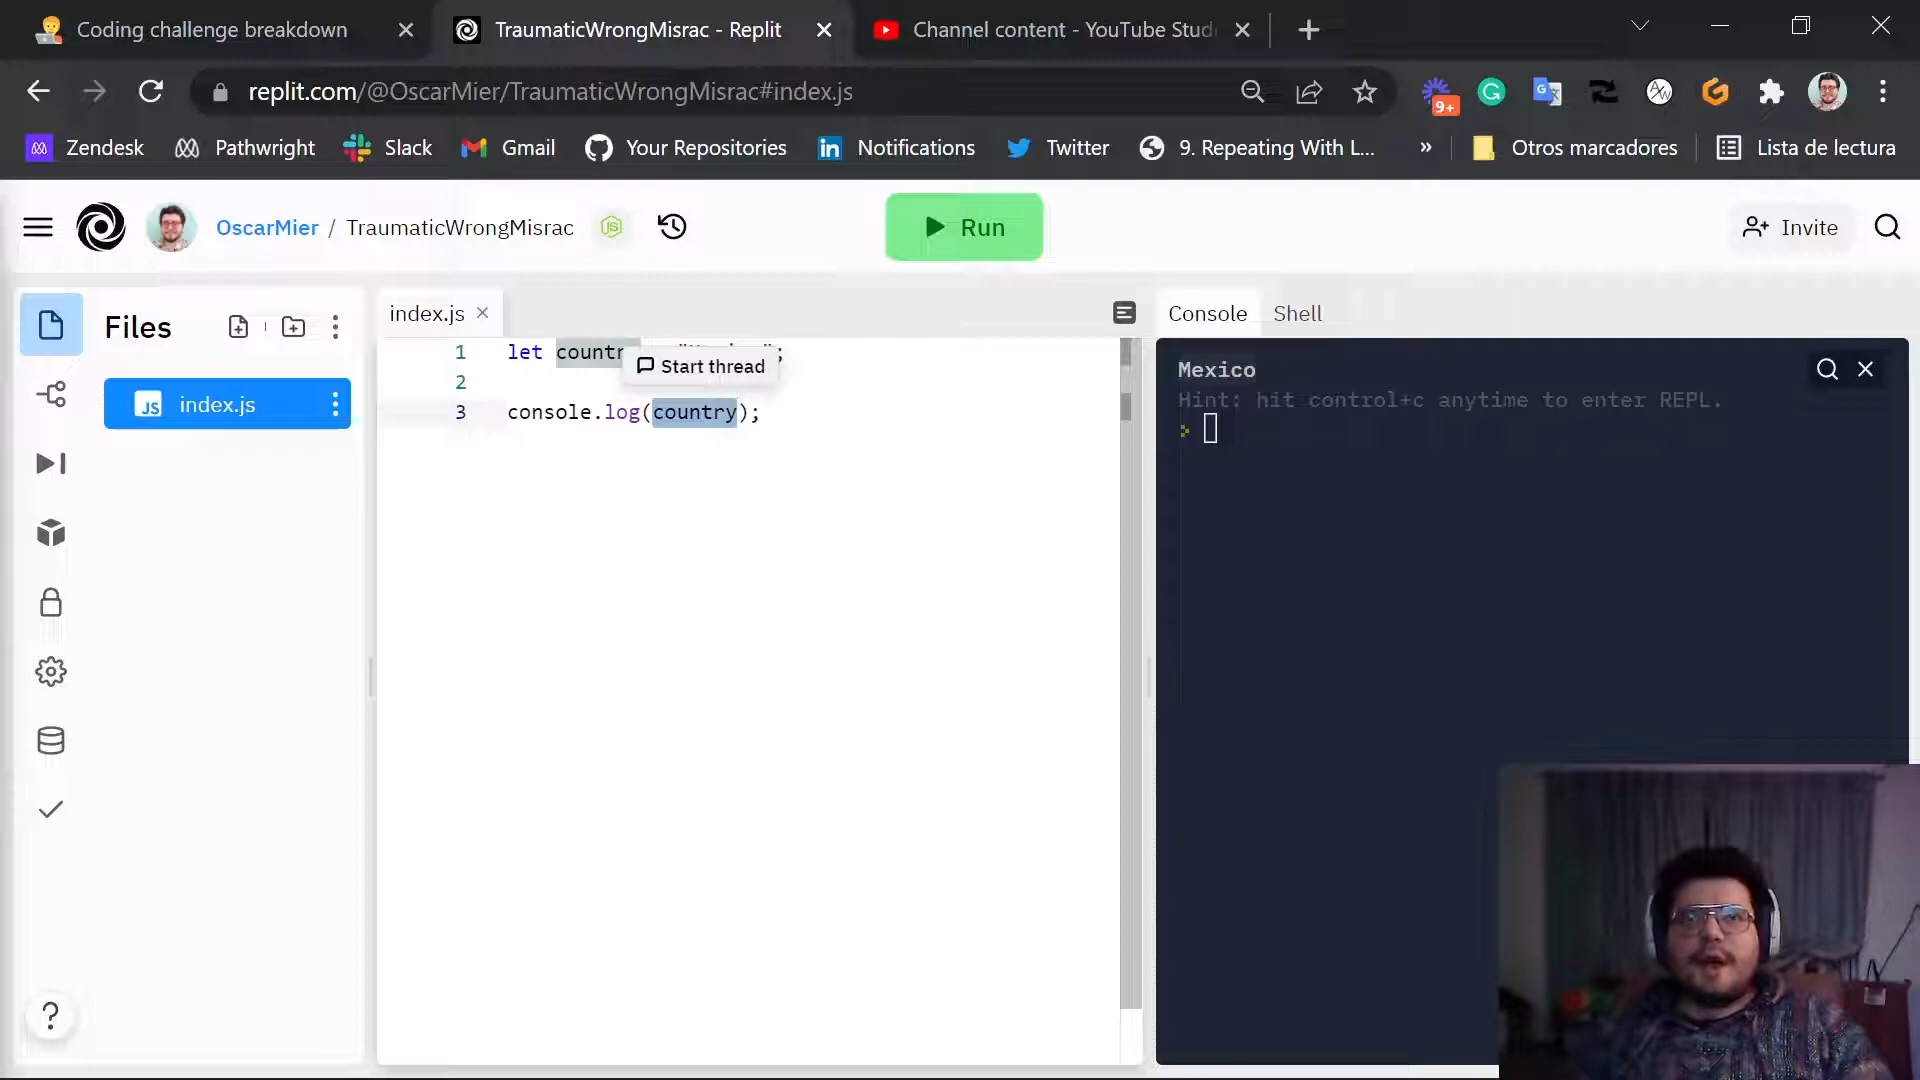 Coding challenge breakdown
TraumaticWrongMisrac - Replit
Channel content - YouTube Stud
replit.com/@OscarMier/TraumaticWrongMisrac#index.js
9+
Zendesk
Pathwright
Slack
Gmail
Your Repositories
Notifications
Twitter
9. Repeating With L...
»
Otros marcadores
Lista de lectura
OscarMier / TraumaticWrongMisrac
Run
Invite
Files
index.js
Console
Shell
JS index.js
1 let countr
Start thread
2
3 console.log(country);
Mexico
Hint: hit control+c anytime to enter REPL.
>
?